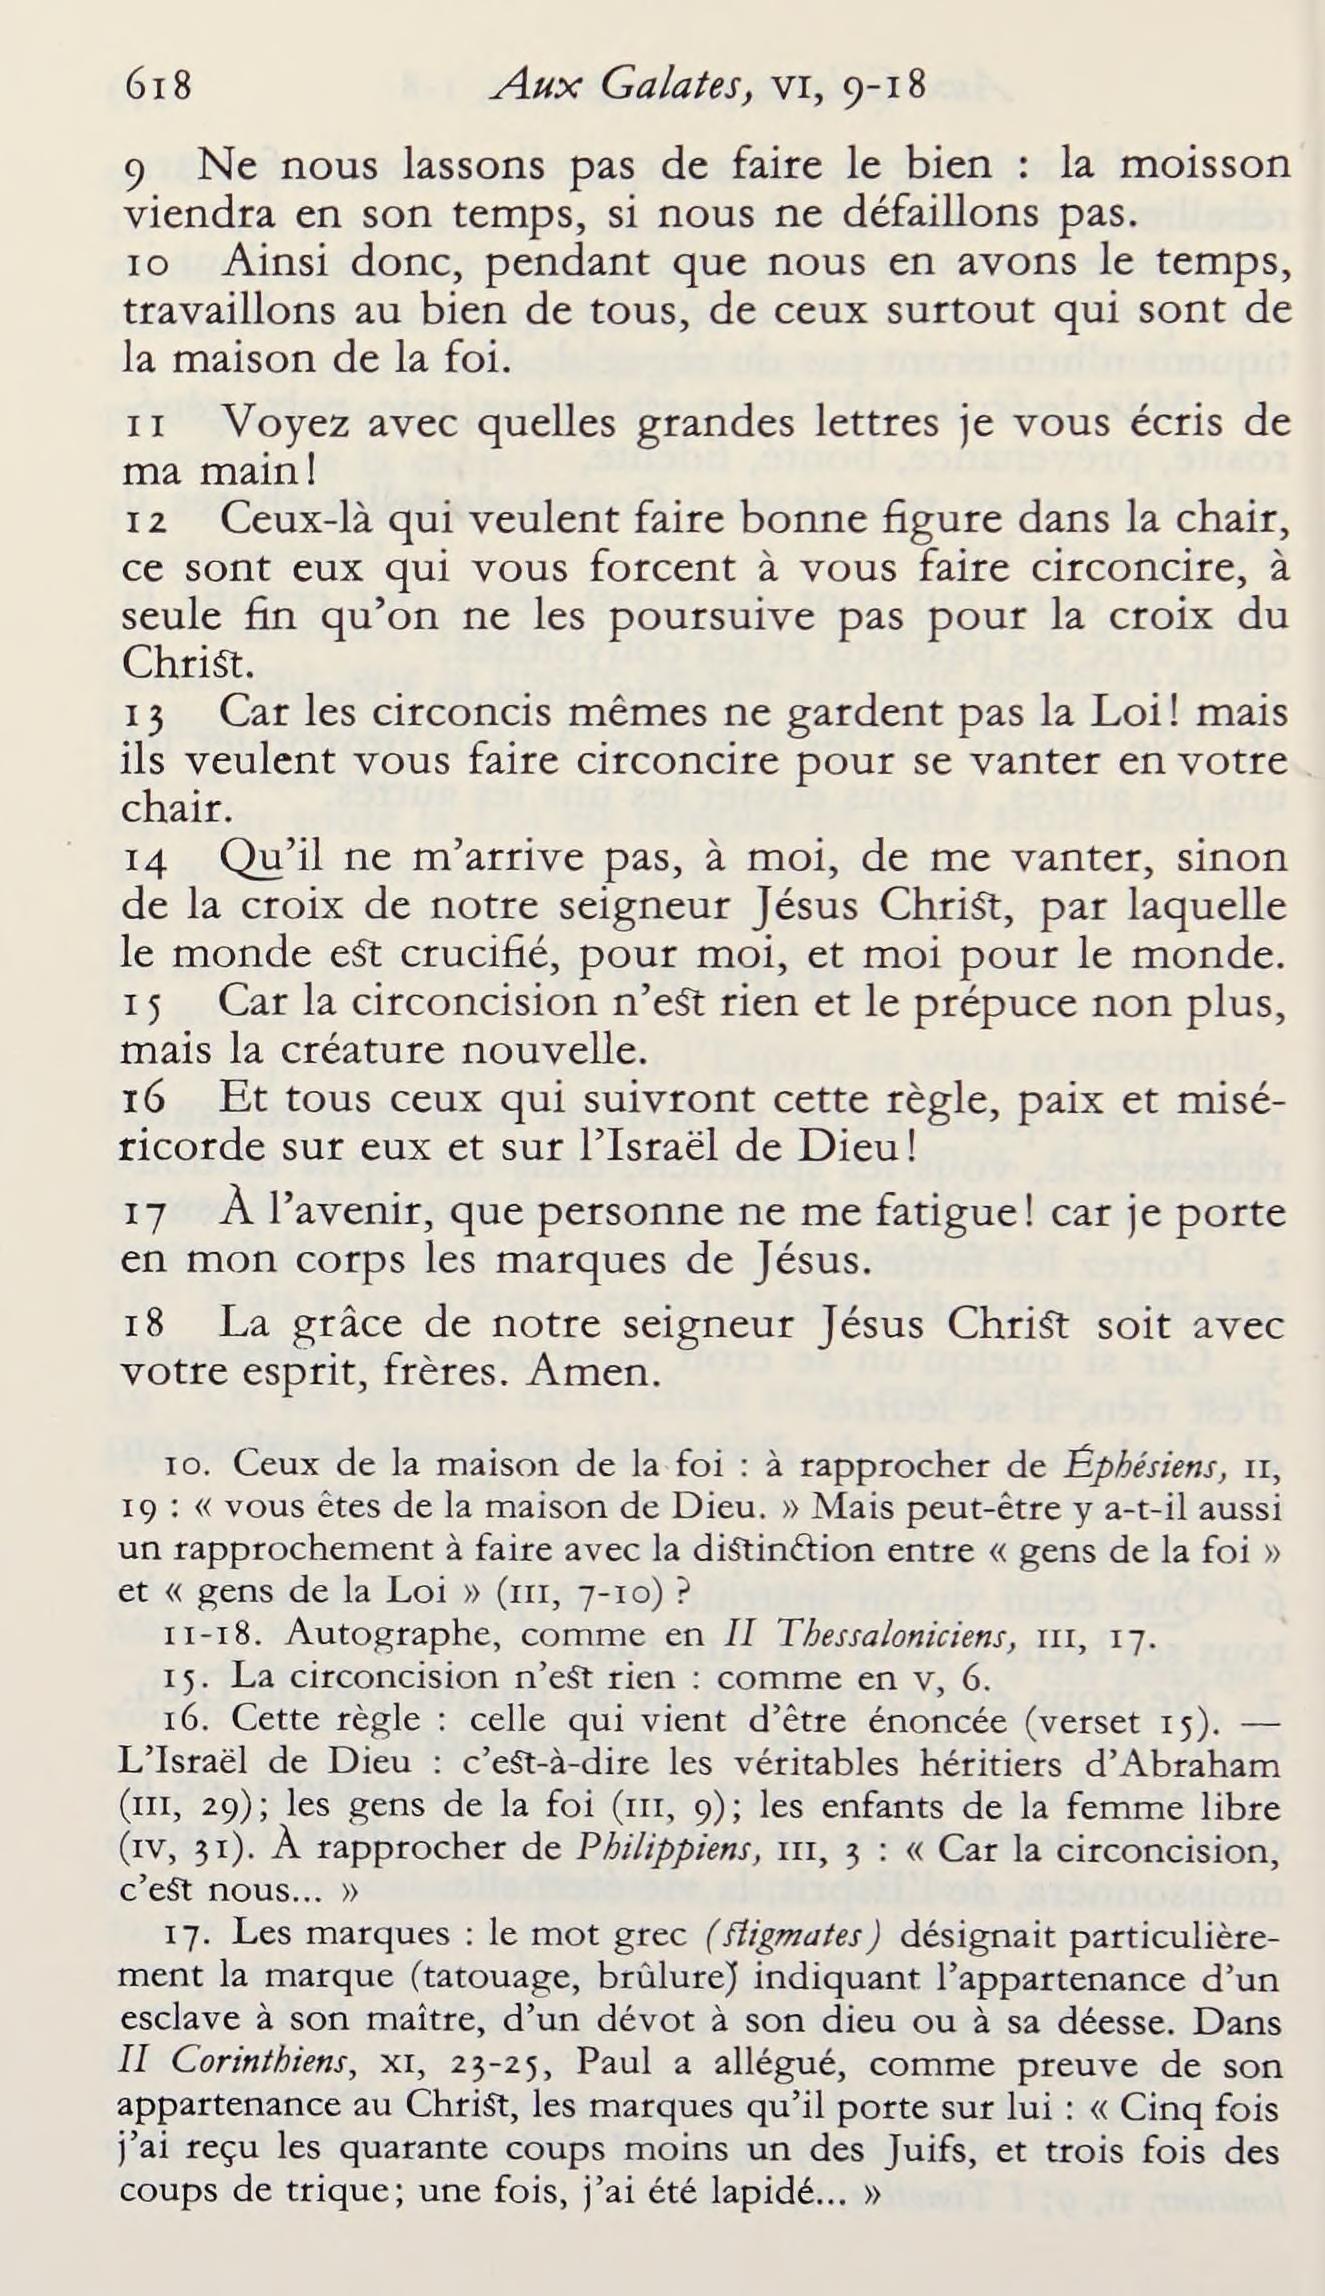 618 Aux Galates, VI, 9-18
9 Ne nous lassons pas de faire le bien : la moisson
viendra en son temps, si nous ne défaillons pas.
10 Ainsi donc, pendant que nous en avons le temps,
travaillons au bien de tous, de ceux surtout qui sont de
la maison de la foi.
11 Voyez avec quelles grandes lettres je vous écris de
ma main!
12 Ceux-là qui veulent faire bonne figure dans la chair,
ce sont eux qui vous forcent à vous faire circoncire, à
seule fin qu'on ne les poursuive pas pour la croix du
Christ.
13 Car les circoncis mêmes ne gardent pas la Loi! mais
ils veulent vous faire circoncire pour se vanter en votre
chair.
14 Qu'il ne m'arrive pas, à moi, de me vanter, sinon
de la croix de notre seigneur Jésus Christ, par laquelle
le monde est crucifié, pour moi, et moi pour le monde.
15 Car la circoncision n'est rien et le prépuce non plus,
mais la créature nouvelle.
16 Et tous ceux qui suivront cette règle, paix et misé-
ricorde sur eux et sur l'Israël de Dieu!
17 À l'avenir, que personne ne me fatigue! car je porte
en mon corps les marques de Jésus.
18 La grâce de notre seigneur Jésus Christ soit avec
votre esprit, frères. Amen.
10. Ceux de la maison de la foi : à rapprocher de Éphésiens, II,
19 : « vous êtes de la maison de Dieu. » Mais peut-être y a-t-il aussi
un rapprochement à faire avec la distinction entre « gens de la foi »
et « gens de la Loi » (III, 7-10) ?
11-18. Autographe, comme en II Thessaloniciens, III, 17.
15. La circoncision n'est rien : comme en V, 6.
16. Cette règle : celle qui vient d'être énoncée (verset 15). —
L'Israël de Dieu : c'est-à-dire les véritables héritiers d'Abraham
(III, 29); les gens de la foi (III, 9); les enfants de la femme libre
(IV, 31). À rapprocher de Philippiens, III, 3 : « Car la circoncision,
c'est nous... »
17. Les marques : le mot grec (stigmates) désignait particulière-
ment la marque (tatouage, brûlure) indiquant l'appartenance d'un
esclave à son maître, d'un dévot à son dieu ou à sa déesse. Dans
II Corinthiens, XI, 23-25, Paul a allégué, comme preuve de son
appartenance au Christ, les marques qu'il porte sur lui : « Cinq fois
j'ai reçu les quarante coups moins un des Juifs, et trois fois des
coups de trique; une fois, j'ai été lapidé... »